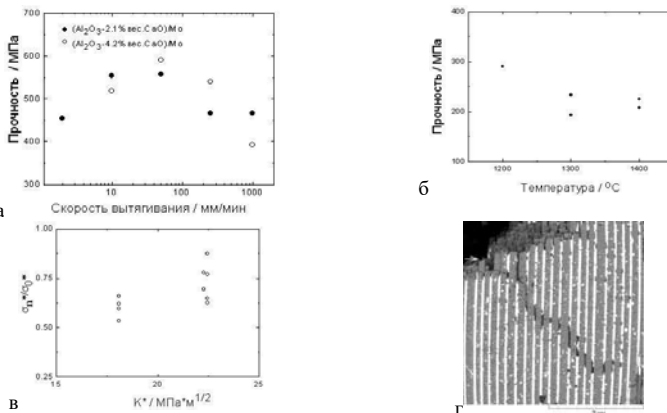 Прочность / МПа
700
600
500
400
300
(Al2O3-2.1% sec.CaO)/Mo
(Al2O3-4.2% sec.CaO)/Mo
10
100
1000
Скорость вытягивания / мм/мин
а
Прочность / МПа
400
300
200
100
1200
1300
1400
Температура / °C
б
σn*/σ0*
1.00
0.75
0.50
0.25
15
20
25
K* / МПа*м1/2
в
г